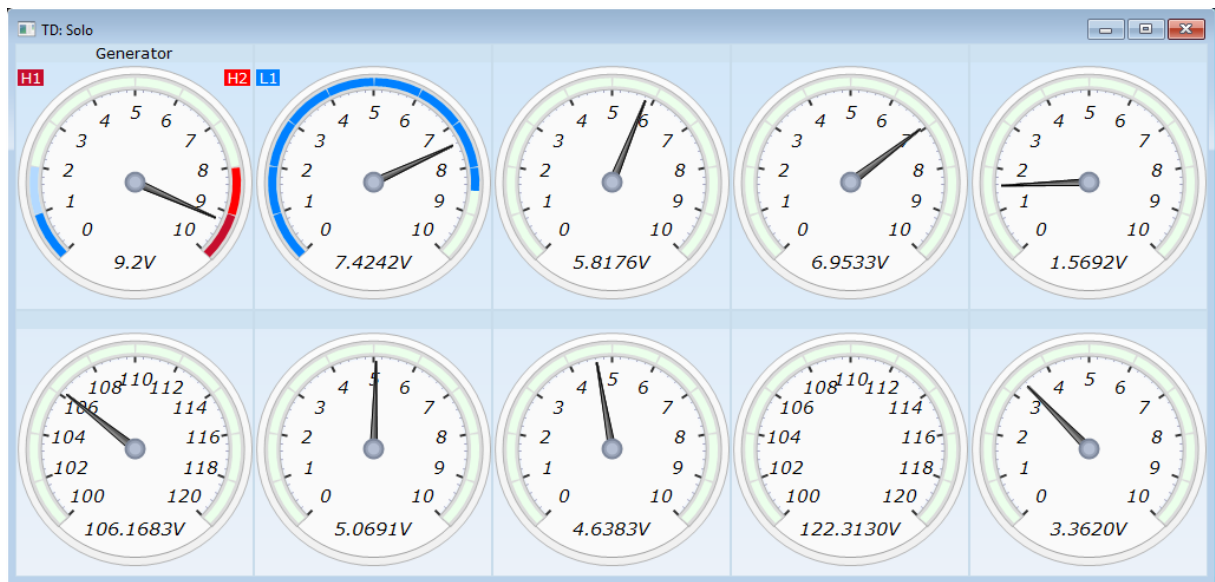 TD: Solo
Generator
H1 H2 L1
0 1 2 3 4 5 6 7 8 9 10
9.2V
0 1 2 3 4 5 6 7 8 9 10
7.4242V
0 1 2 3 4 5 6 7 8 9 10
5.8176V
0 1 2 3 4 5 6 7 8 9 10
6.9533V
0 1 2 3 4 5 6 7 8 9 10
1.5692V
100 102 104 106 108 110 112 114 116 118 120
106.1683V
0 1 2 3 4 5 6 7 8 9 10
5.0691V
0 1 2 3 4 5 6 7 8 9 10
4.6383V
100 102 104 106 108 110 112 114 116 118 120
122.3130V
0 1 2 3 4 5 6 7 8 9 10
3.3620V